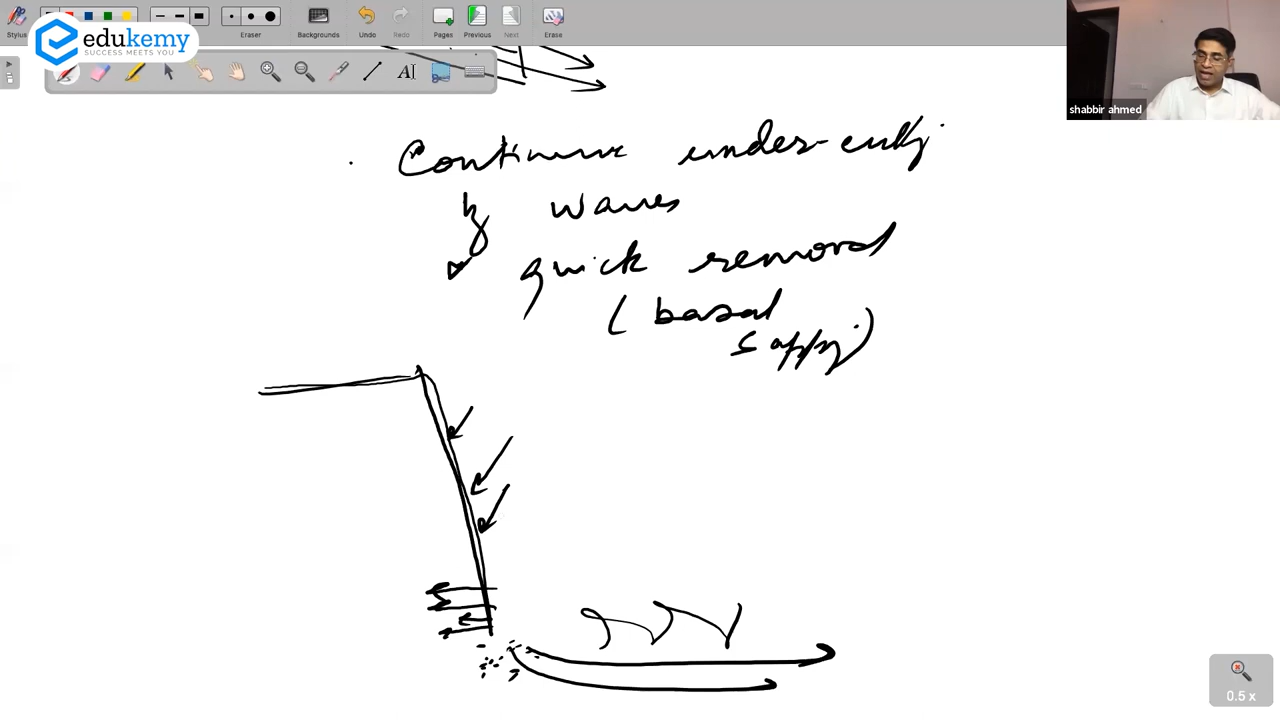 Stylus
Eraser
Backgrounds
Undo
Redo
Pages
Previous
Next
Erase
edukemy
SUCCESS MEETS YOU
shabbir ahmed
Continuous under-cutting
by waves
quick removal
(basal
sapping)
0.5 x